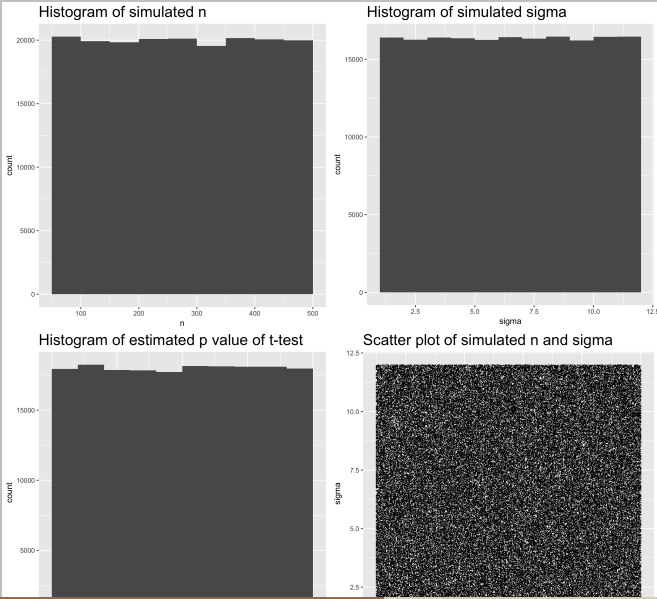 Histogram of simulated n
20000
15000
10000
5000
0
count
100 200 300 400 500
n
Histogram of simulated sigma
15000
10000
5000
0
count
2.5 5.0 7.5 10.0 12.5
sigma
Histogram of estimated p value of t-test
15000
10000
5000
count
Scatter plot of simulated n and sigma
12.5
10.0
7.5
5.0
2.5
sigma